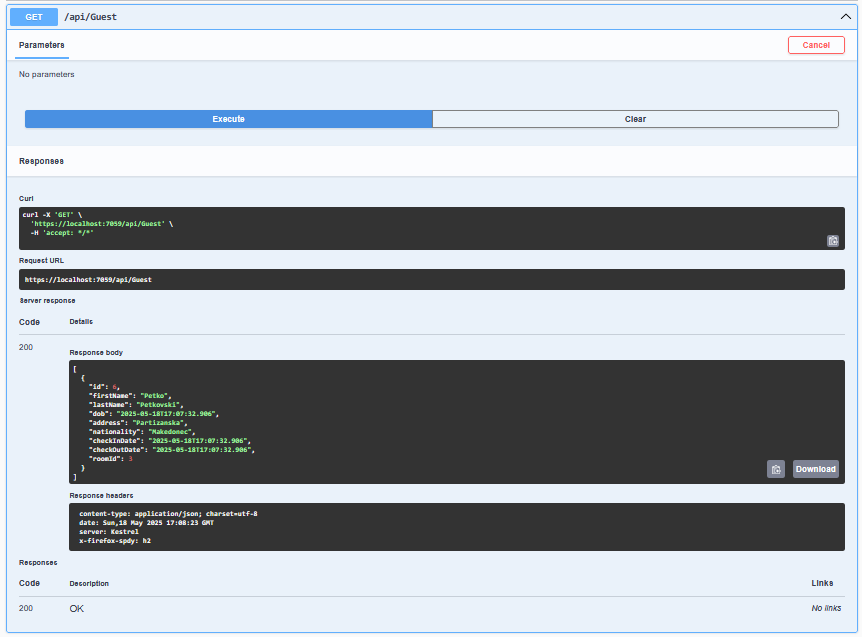 GET /api/Guest
Parameters Cancel
No parameters
Execute Clear
Responses
Curl
curl -X 'GET' \
  'https://localhost:7059/api/Guest' \
  -H 'accept: */*'
Request URL
https://localhost:7059/api/Guest
Server response
Code Details
200
Response body
[
  {
    "id": 6,
    "firstName": "Petko",
    "lastName": "Petkovski",
    "dob": "2025-05-18T17:07:32.906",
    "address": "Partizanska",
    "nationality": "Makedonec",
    "checkInDate": "2025-05-18T17:07:32.906",
    "checkOutDate": "2025-05-18T17:07:32.906",
    "roomId": 3
  }
]
Download
Response headers
content-type: application/json; charset=utf-8
date: Sun,18 May 2025 17:08:23 GMT
server: Kestrel
x-firefox-spdy: h2
Responses
Code Description Links
200 OK No links